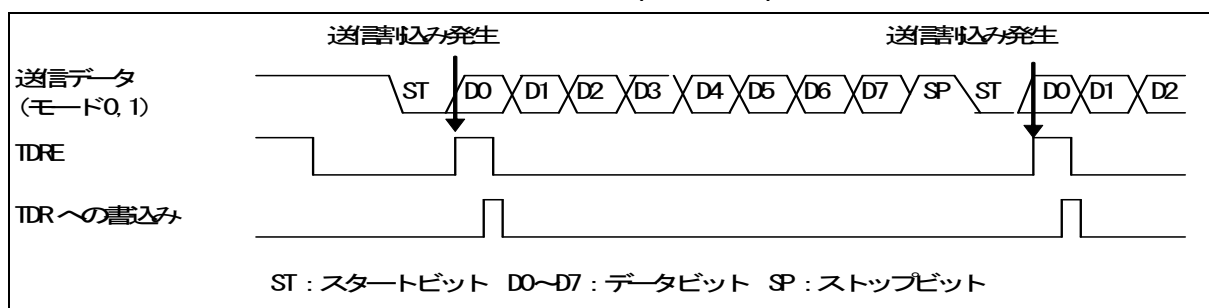 送信割込み発生 送信割込み発生
送信データ
(モード0, 1)
ST D0 D1 D2 D3 D4 D5 D6 D7 SP ST D0 D1 D2
TDRE
TDR への書込み
ST : スタートビット D0~D7 : データビット SP : ストップビット